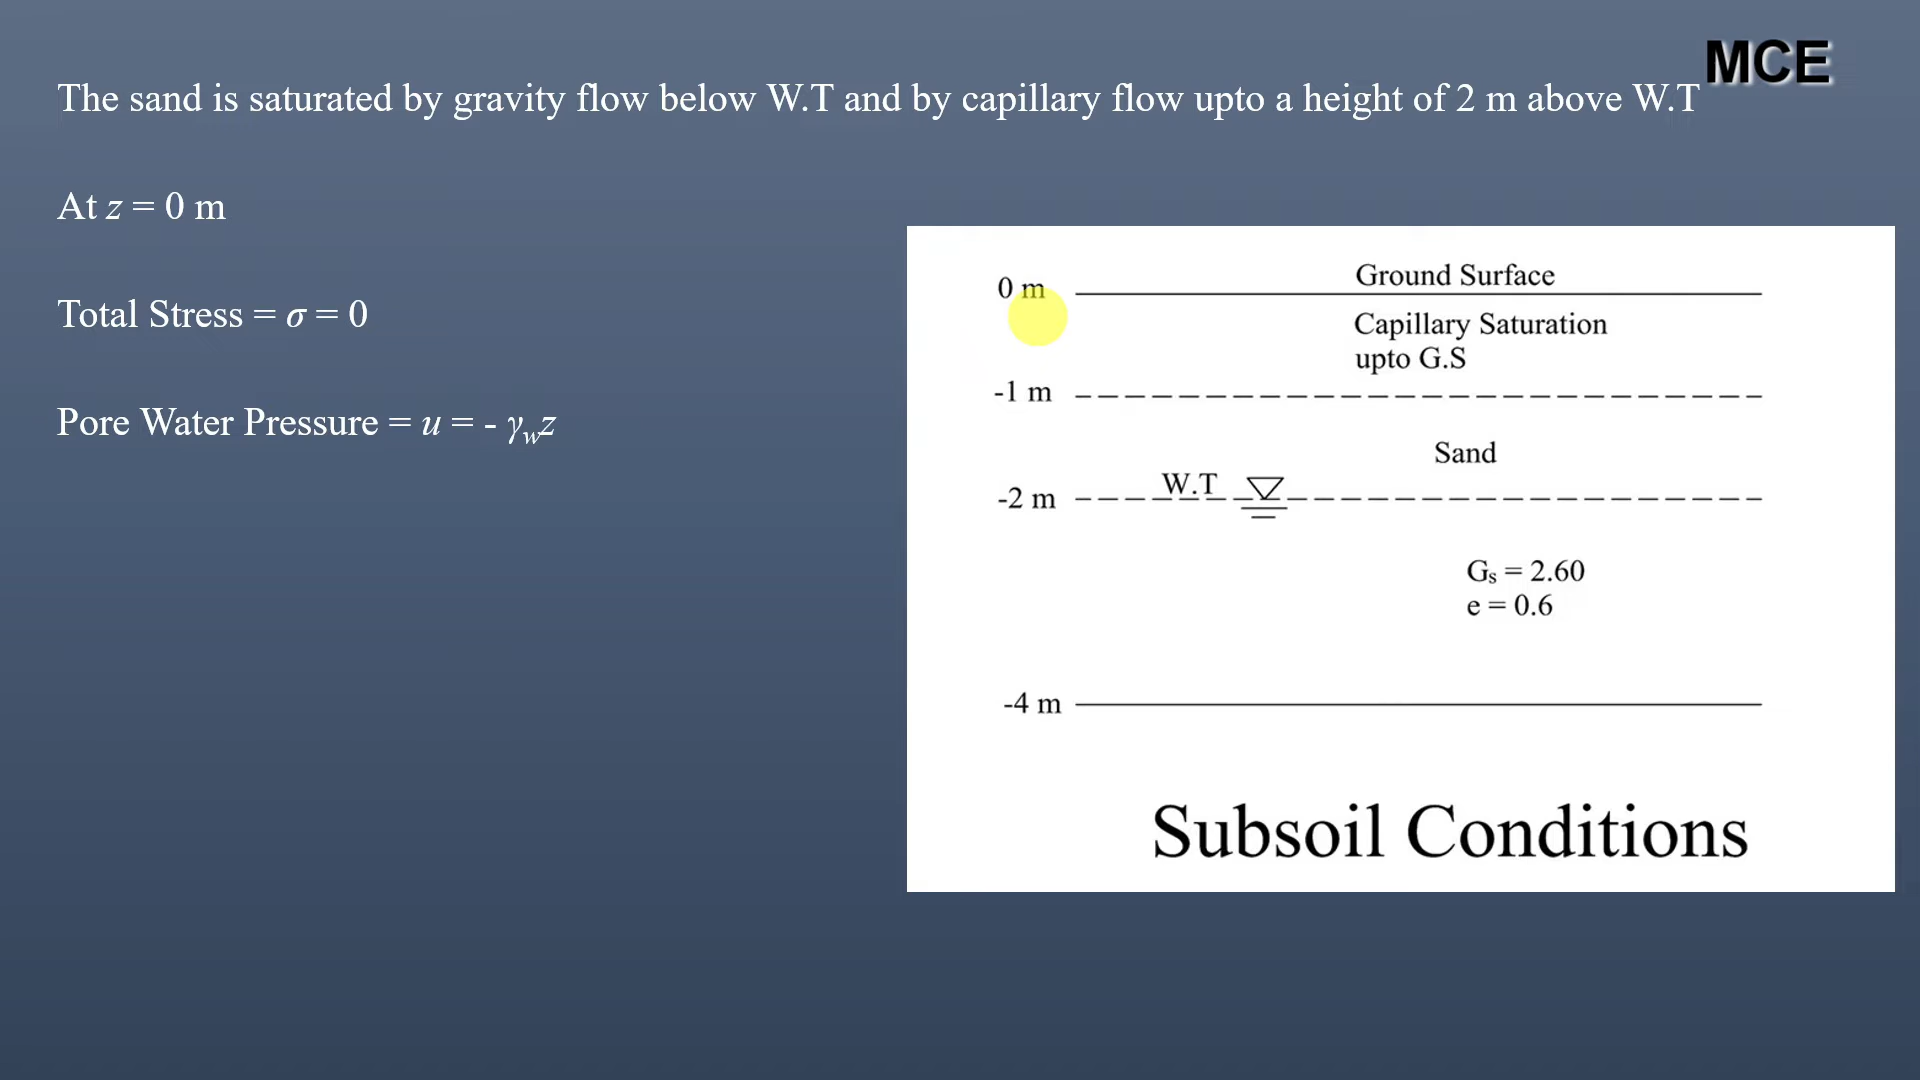 MCE
The sand is saturated by gravity flow below W.T and by capillary flow upto a height of 2 m above W.T
At z = 0 m
Total Stress = σ = 0
Pore Water Pressure = u = - γwz
0 m
Ground Surface
Capillary Saturation
upto G.S
-1 m
Sand
W.T
-2 m
Gs = 2.60
e = 0.6
-4 m
Subsoil Conditions